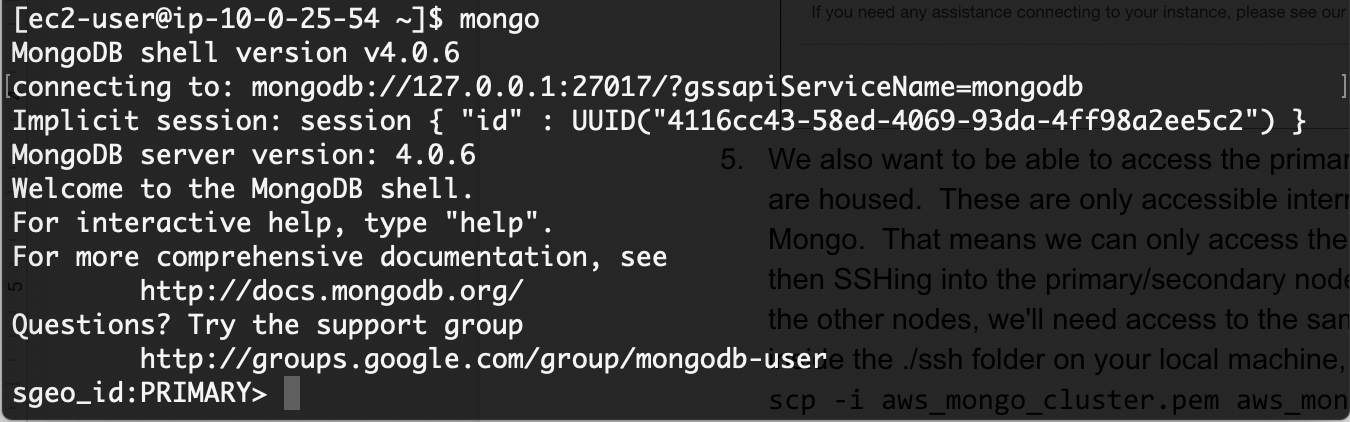 [ec2-user@ip-10-0-25-54 ~]$ mongo
MongoDB shell version v4.0.6
connecting to: mongodb://127.0.0.1:27017/?gssapiServiceName=mongodb
Implicit session: session { "id" : UUID("4116cc43-58ed-4069-93da-4ff98a2ee5c2") }
MongoDB server version: 4.0.6
Welcome to the MongoDB shell.
For interactive help, type "help".
For more comprehensive documentation, see
http://docs.mongodb.org/
Questions? Try the support group
http://groups.google.com/group/mongodb-user
sgeo_id:PRIMARY>
If you need any assistance connecting to your instance, please see our
5. We also want to be able to access the
are housed. These are only accessible
Mongo. That means we can only access the
then SSHing into the primary/secondary
the other nodes, we'll need access to the
the ./ssh folder on your local machine,
scp -i aws_mongo_cluster.pem
5